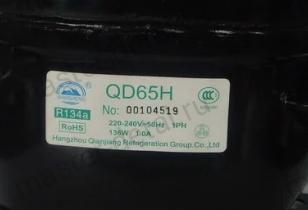 QD65H
No: 00104519
R134a
RoHS
220-240V~50Hz 1PH
136W 1.0A
Hangzhou Qianjiang Refrigeration Group.Co.,Ltd